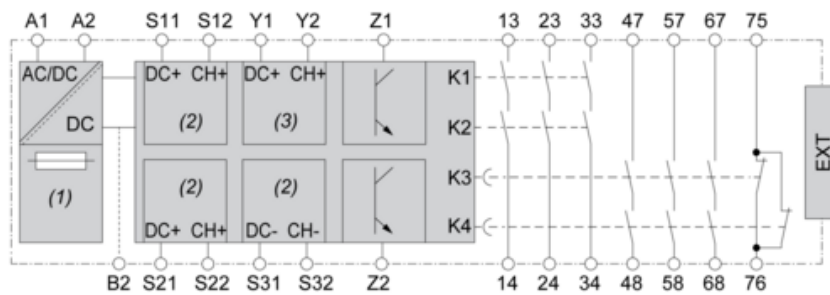 A1 A2 S11 S12 Y1 Y2 Z1 13 23 33 47 57 67 75
AC/DC DC+ CH+ DC+ CH+ K1
DC (2) (3) K2
EXT
(1) (2) (2) K3
DC+ CH+ DC- CH- K4
B2 S21 S22 S31 S32 Z2 14 24 34 48 58 68 76